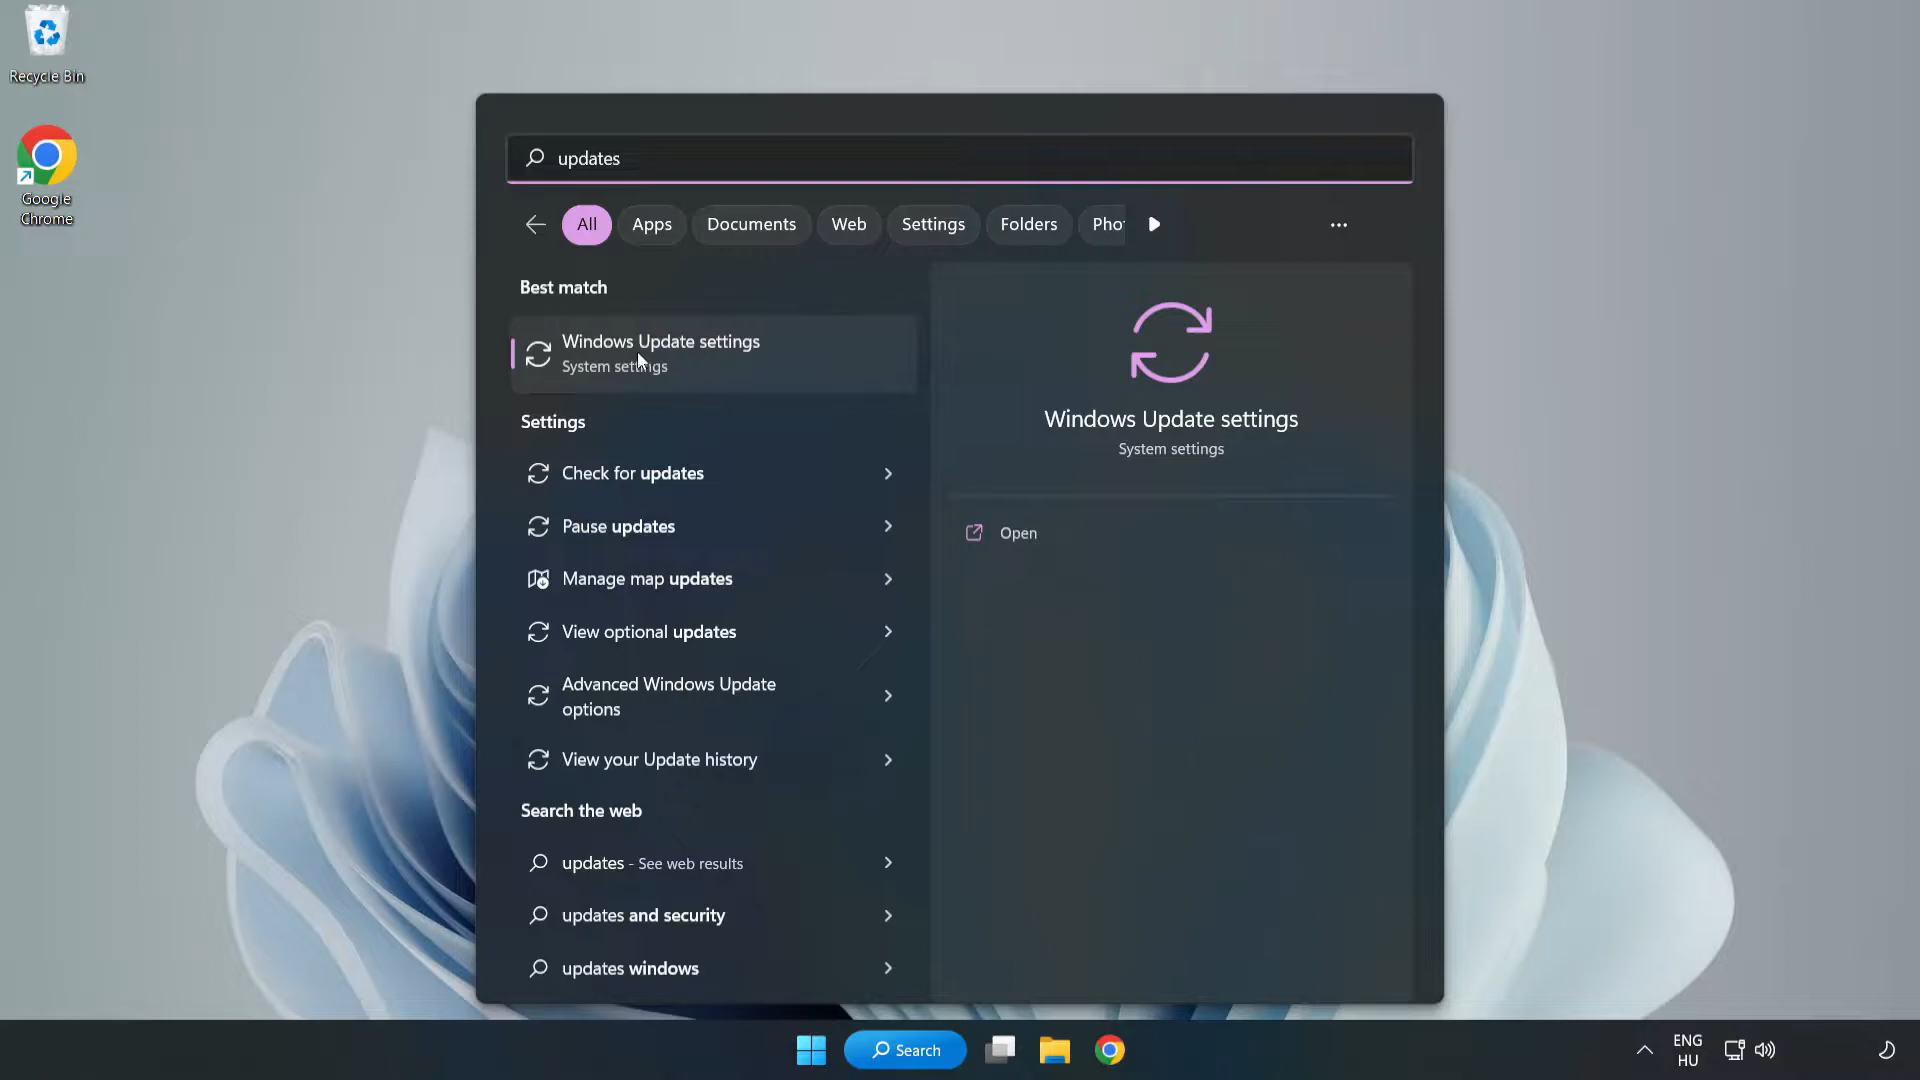 Recycle Bin
Google
Chrome
updates
All
Apps
Documents
Web
Settings
Folders
Best match
Windows Update settings
System settings
Settings
Check for updates
Pause updates
Manage map updates
View optional updates
Advanced Windows Update
options
View your Update history
Search the web
updates - See web results
updates and security
updates windows
Windows Update settings
System settings
Open
Search
ENG
HU